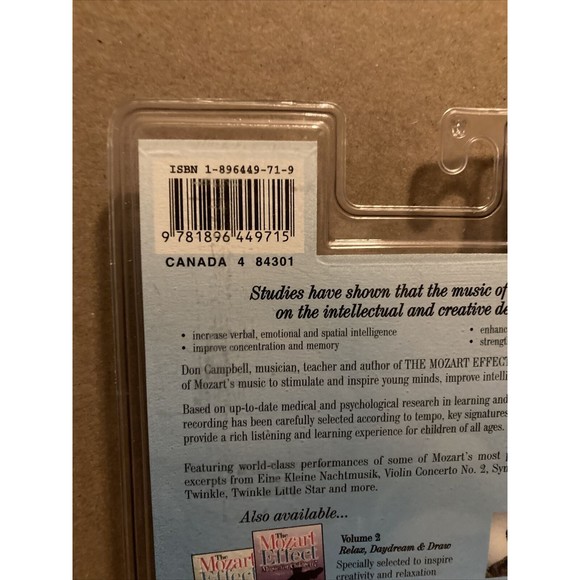 ISBN 1-896449-71-9
9 781896 449715
CANADA 4 84301
Studies have shown that the music of
on the intellectual and creative de
• increase verbal, emotional and spatial intelligence • enhanc
• improve concentration and memory • strengt
Don Campbell, musician, teacher and author of THE MOZART EFFECT
of Mozart's music to stimulate and inspire young minds, improve intelli
Based on up-to-date medical and psychological research in learning and
recording has been carefully selected according to tempo, key signatures
provide a rich listening and learning experience for children of all ages.
Featuring world-class performances of some of Mozart's most p
excerpts from Eine Kleine Nachtmusik, Violin Concerto No. 2, Sym
Twinkle, Twinkle Little Star and more.
Also available...
The
Mozart
Effect
The
Mozart
Effect
Volume 2
Relax, Daydream & Draw
Specially selected to inspire
creativity and relaxation